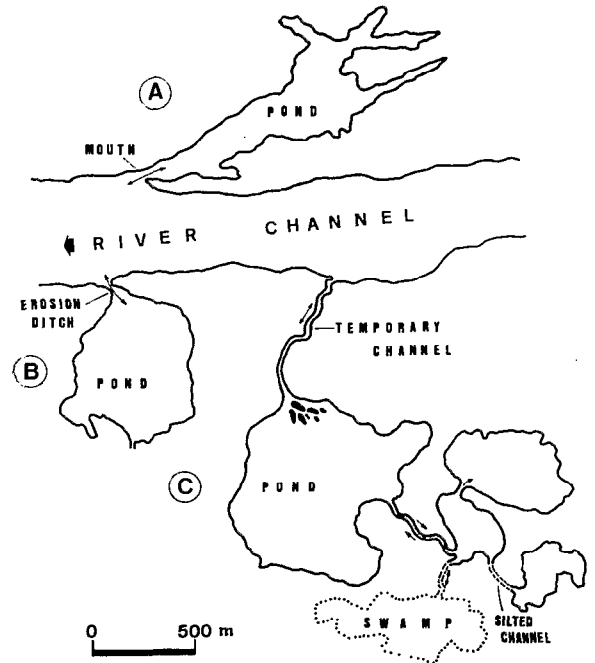 A
POND
MOUTH
RIVER CHANNEL
EROSION
DITCH
TEMPORARY
CHANNEL
B
POND
C
POND
SWAMP
SILTED
CHANNEL
0 500 m